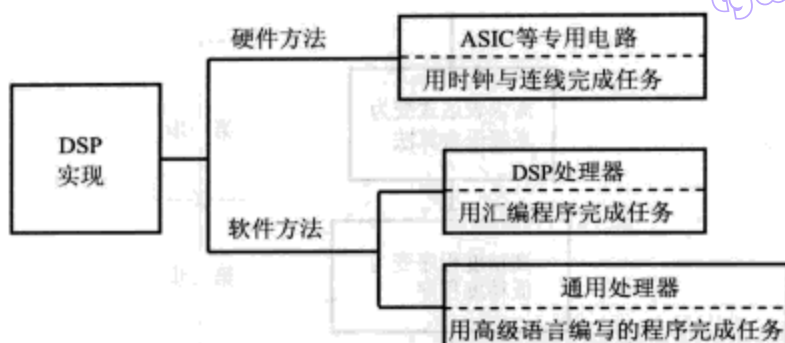 硬件方法
ASIC等专用电路
用时钟与连线完成任务
DSP
实现
DSP处理器
用汇编程序完成任务
软件方法
通用处理器
用高级语言编写的程序完成任务